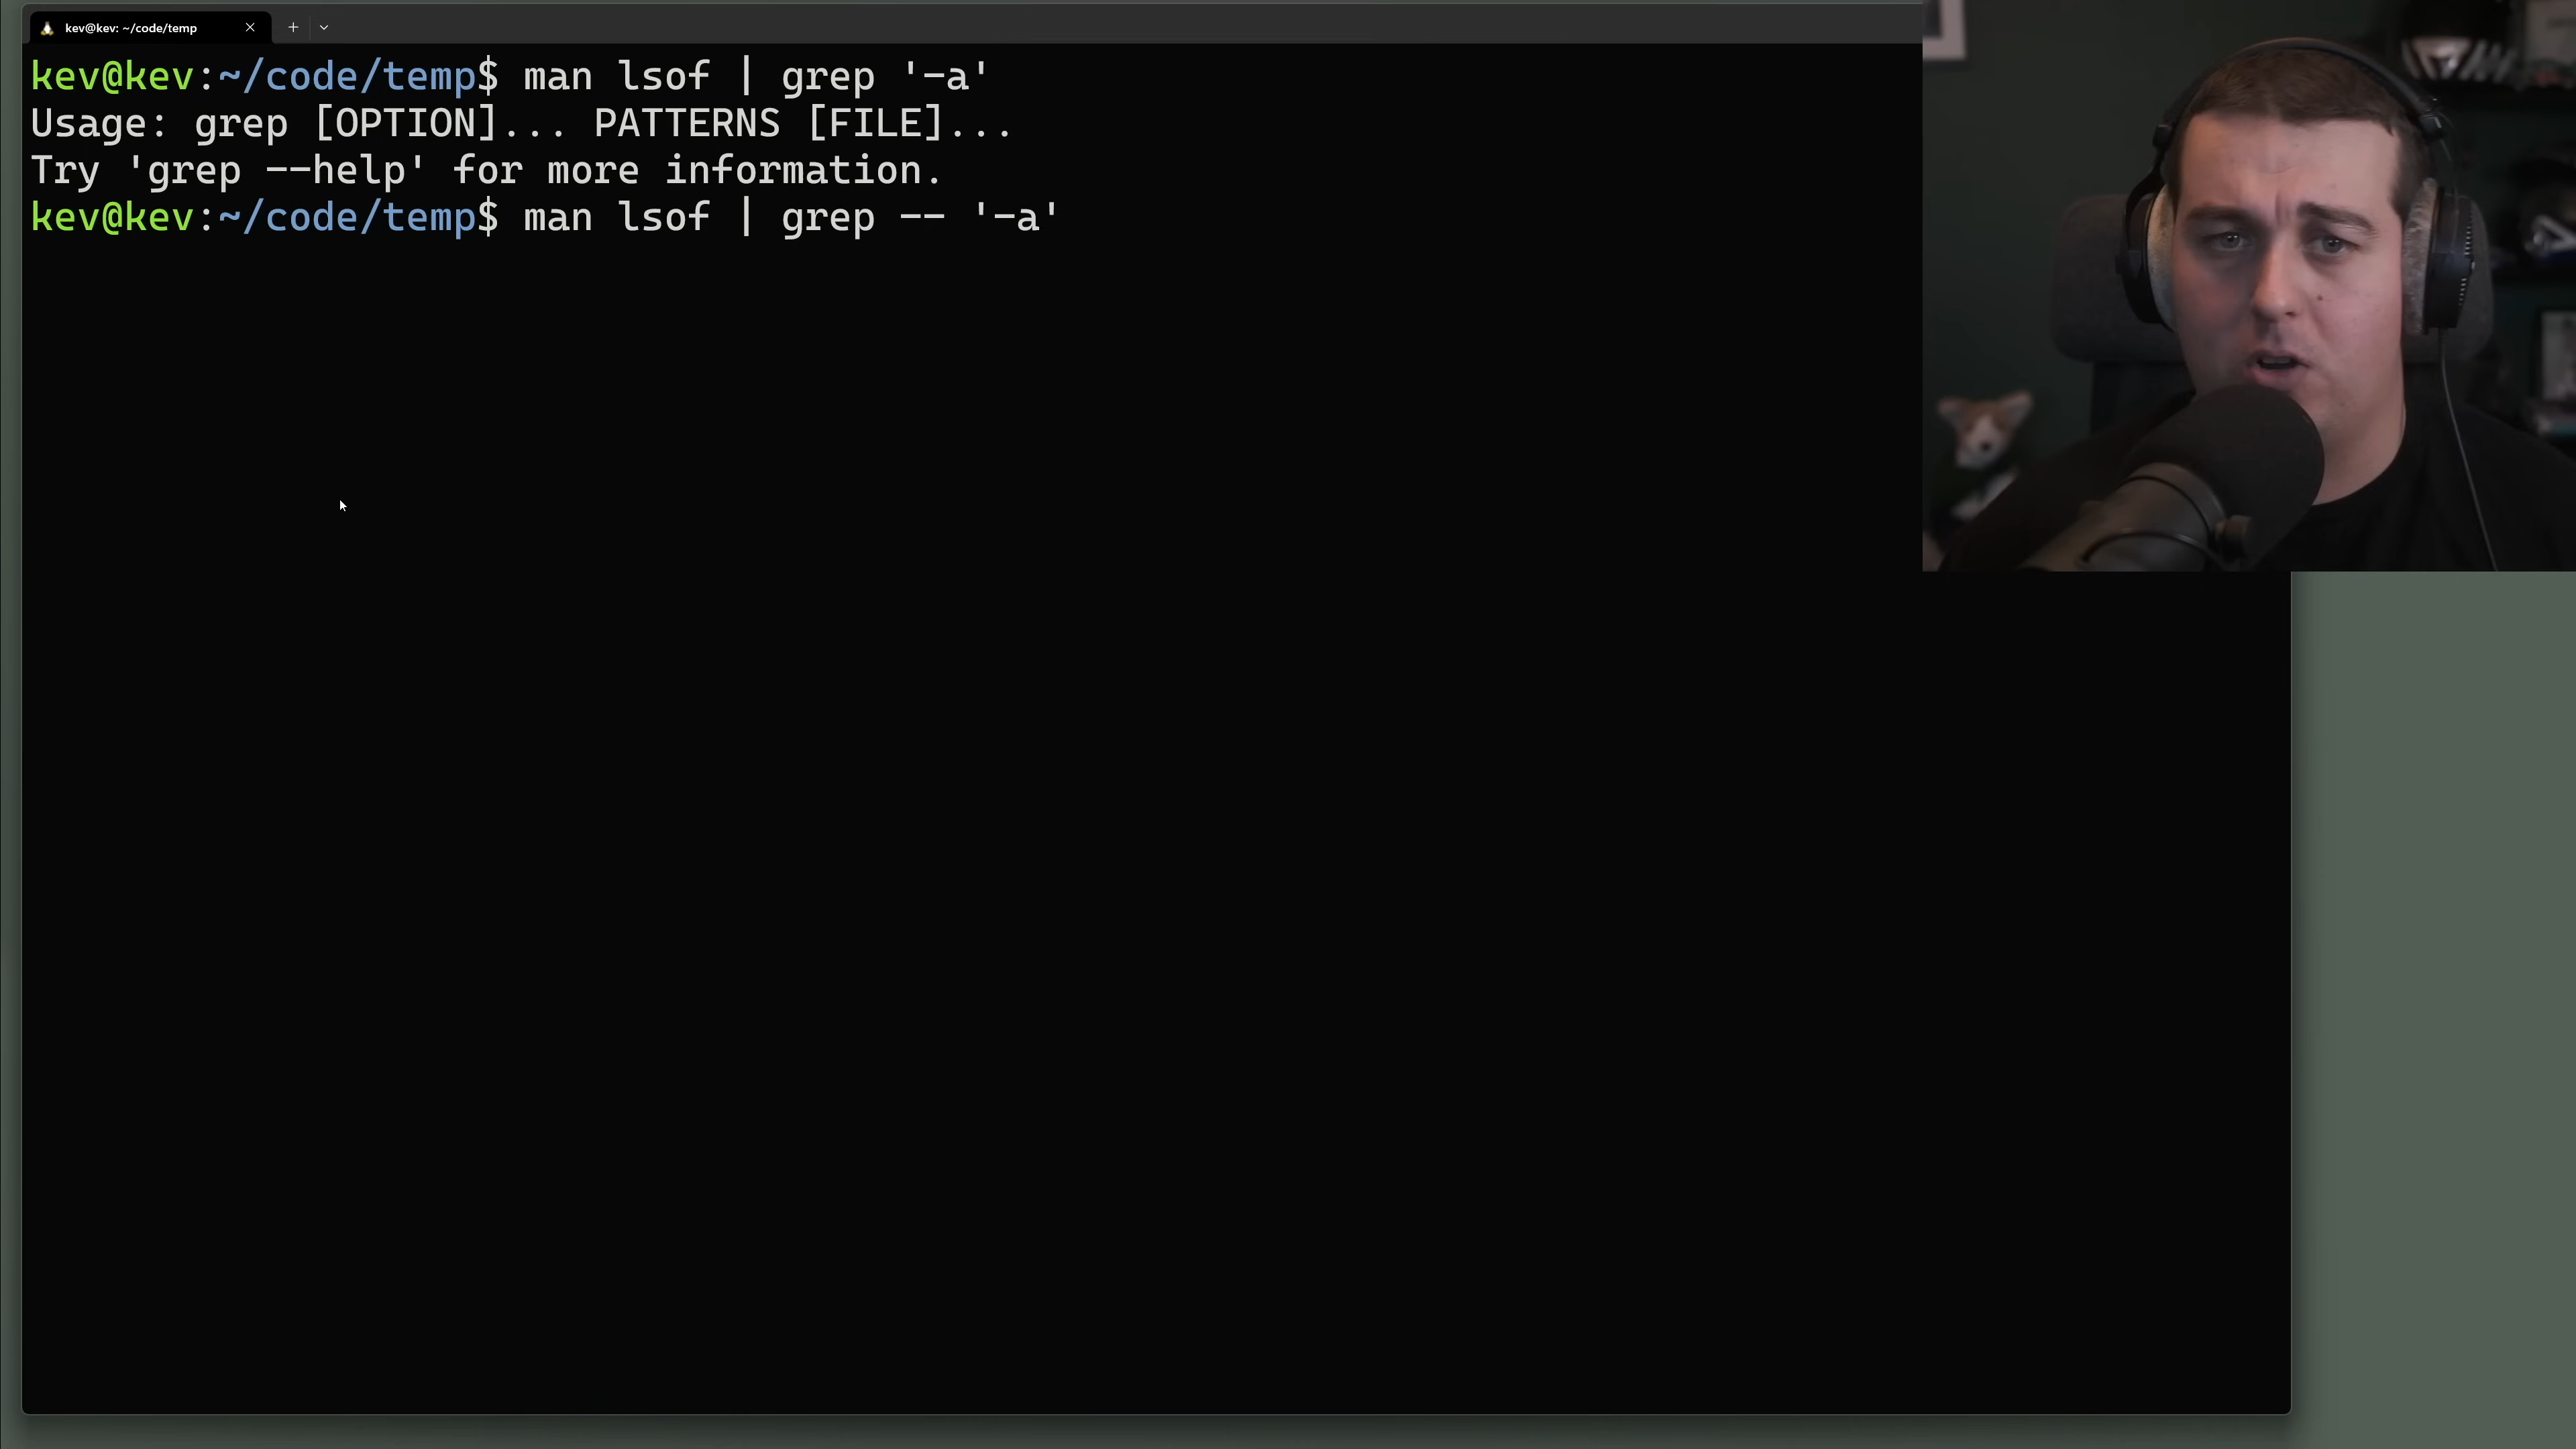 kev@kev: ~/code/temp
kev@kev:~/code/temp$ man lsof | grep '-a'
Usage: grep [OPTION]... PATTERNS [FILE]...
Try 'grep --help' for more information.
kev@kev:~/code/temp$ man lsof | grep -- '-a'